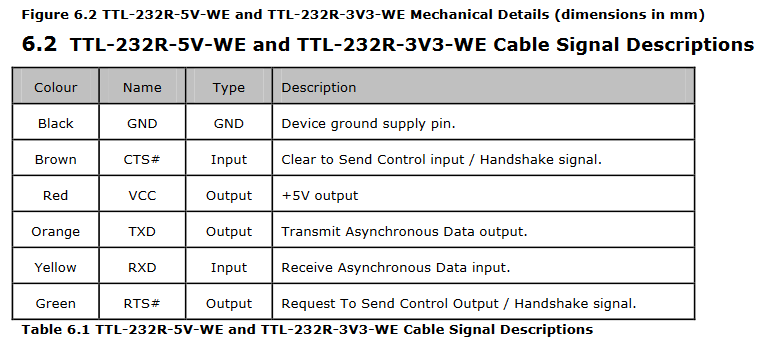 Figure 6.2 TTL-232R-5V-WE and TTL-232R-3V3-WE Mechanical Details (dimensions in mm)
6.2 TTL-232R-5V-WE and TTL-232R-3V3-WE Cable Signal Descriptions
Colour Name Type Description
Black GND GND Device ground supply pin.
Brown CTS# Input Clear to Send Control input / Handshake signal.
Red VCC Output +5V output
Orange TXD Output Transmit Asynchronous Data output.
Yellow RXD Input Receive Asynchronous Data input.
Green RTS# Output Request To Send Control Output / Handshake signal.
Table 6.1 TTL-232R-5V-WE and TTL-232R-3V3-WE Cable Signal Descriptions